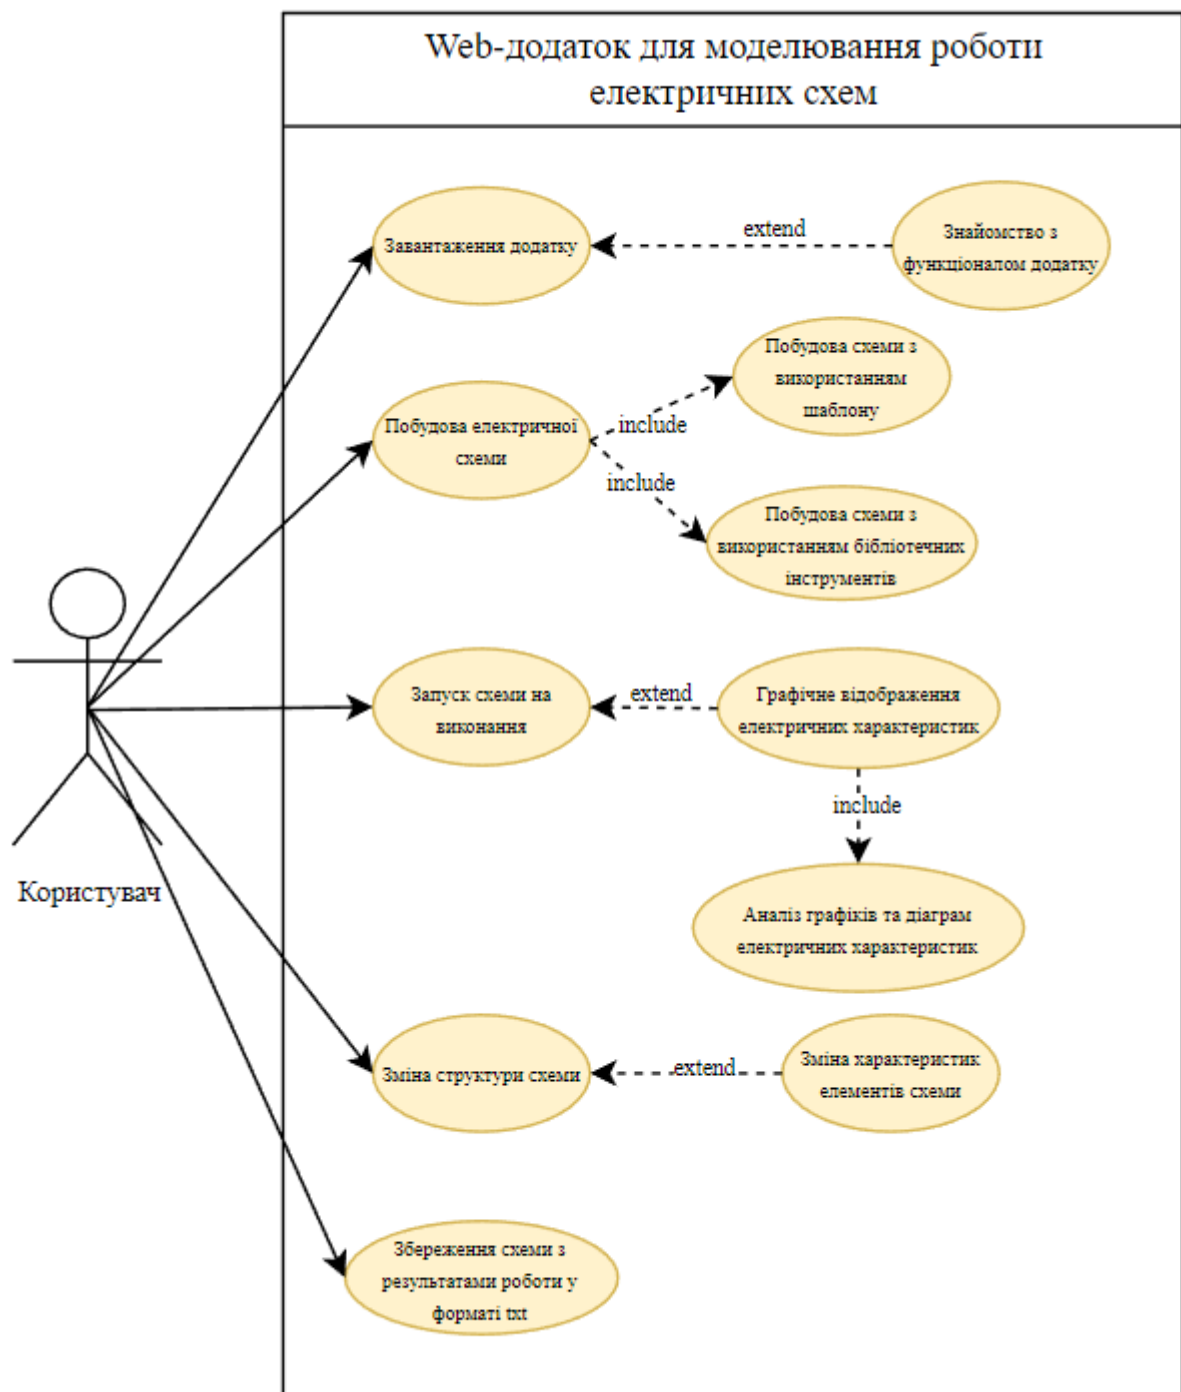 Web-додаток для моделювання роботи
електричних схем
Завантаження додатку
extend
Знайомство з
функціоналом додатку
Побудова електричної
схеми
include
Побудова схеми з
використанням
шаблону
include
Побудова схеми з
використанням бібліотечних
інструментів
Запуск схеми на
виконання
extend
Графічне відображення
електричних характеристик
include
Аналіз графіків та діаграм
електричних характеристик
Користувач
Зміна структури схеми
extend
Зміна характеристик
елементів схеми
Збереження схеми з
результатами роботи у
форматі txt